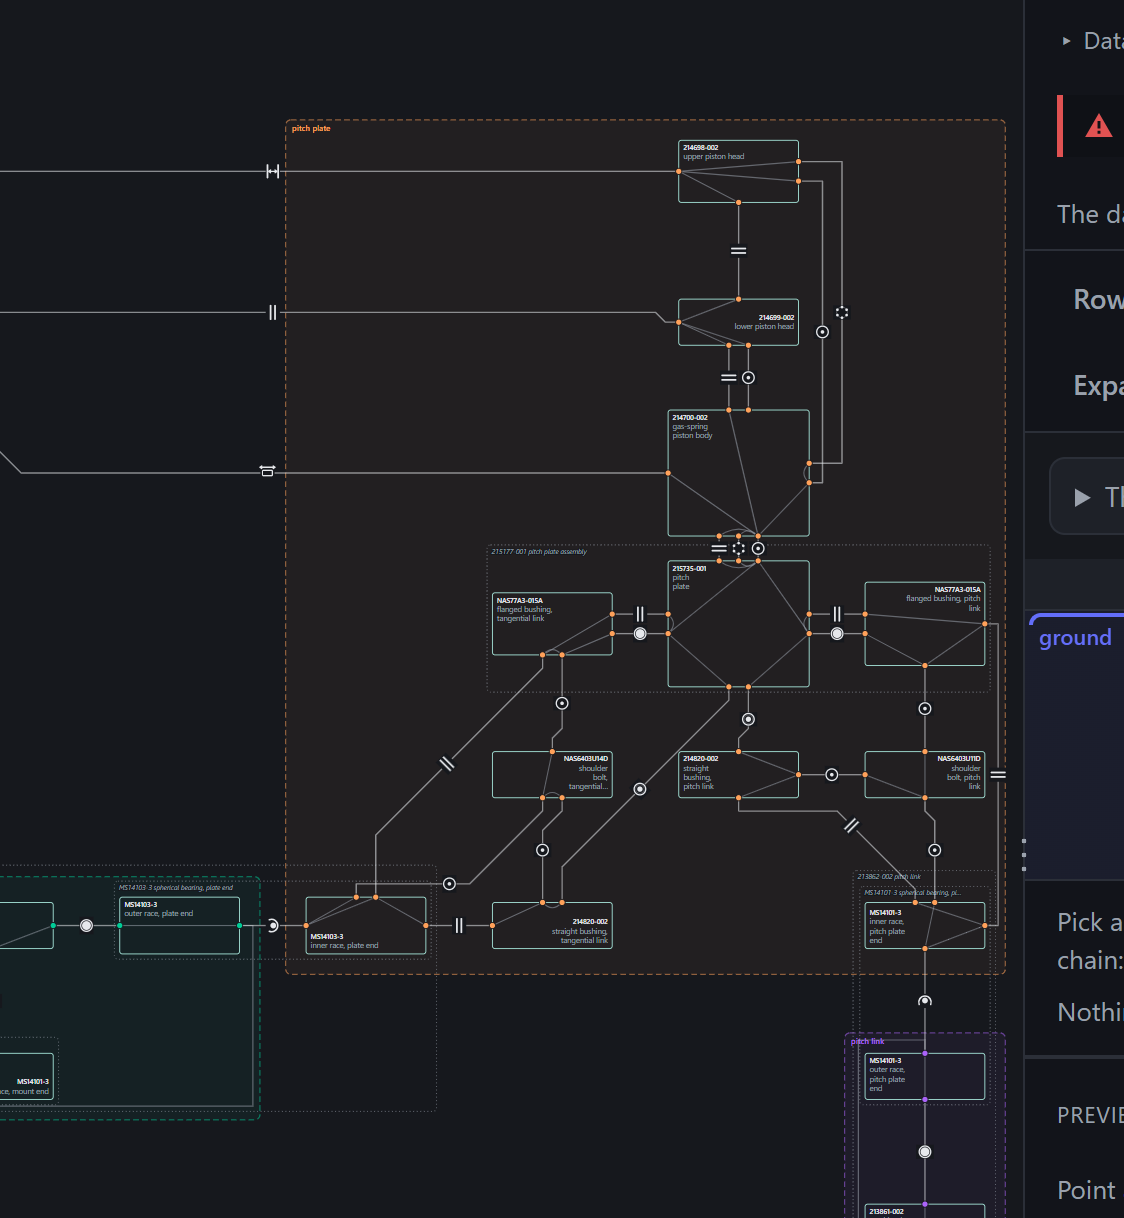 Data
The da
Row
Expa
Th
ground
Pick a
chain:
Nothi
PREVIE
Point
pitch plate
214698-002
upper piston head
214699-002
lower piston head
214700-002
gas-spring
piston body
215177-001 pitch plate assembly
NAS77A3-015A
flanged bushing,
tangential link
215735-001
pitch
plate
NAS77A3-015A
flanged bushing, pitch
link
NAS6403U14D
shoulder
bolt,
tangential...
214820-002
straight
bushing,
pitch link
NAS6403U11D
shoulder
bolt, pitch
link
MS14103-3 spherical bearing, plate end
MS14103-3
outer race, plate end
MS14103-3
inner race, plate end
214820-002
straight bushing,
tangential link
213862-002 pitch link
MS14101-3 spherical bearing, pi...
MS14101-3
inner race,
pitch plate
end
MS14101-3
ce, mount end
pitch link
MS14101-3
outer race,
pitch plate
end
213861-002